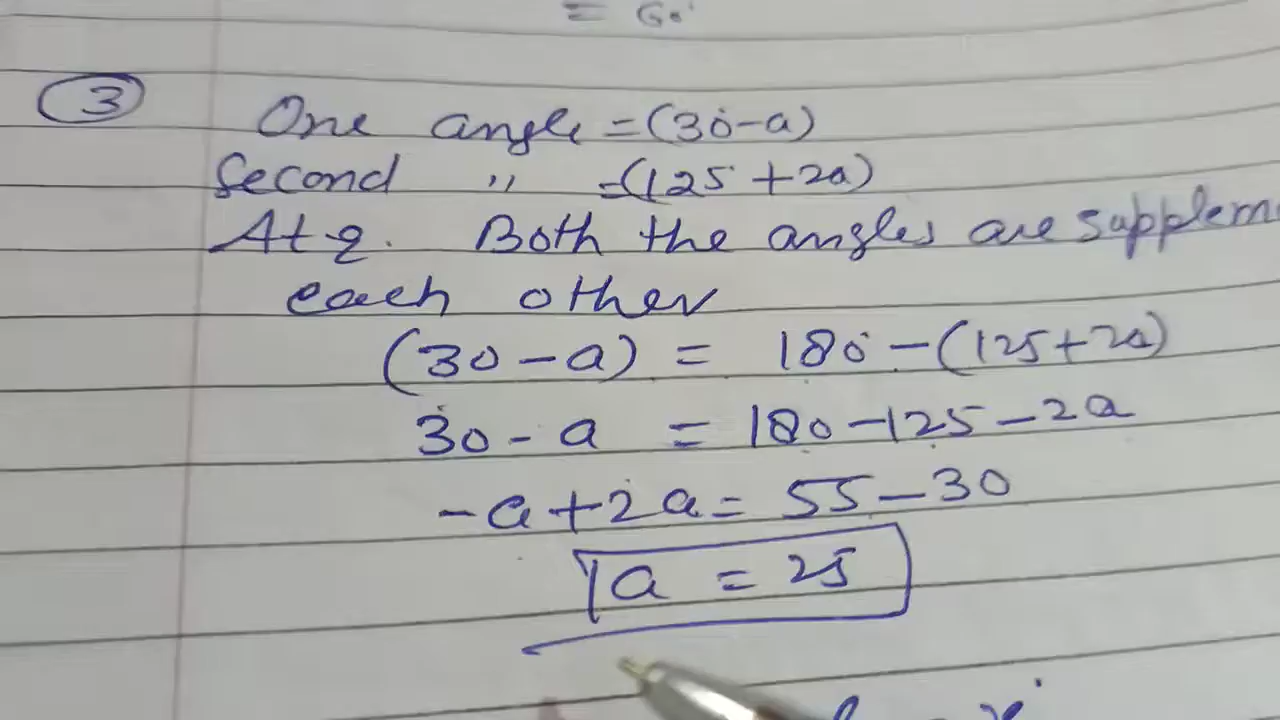 ③ One angle = (30-a)
Second " = (125 + 2a)
At q. Both the angles are supplem
each other
(30 - a) = 180 - (125 + 2a)
30 - a = 180 - 125 - 2a
-a + 2a = 55 - 30
a = 25